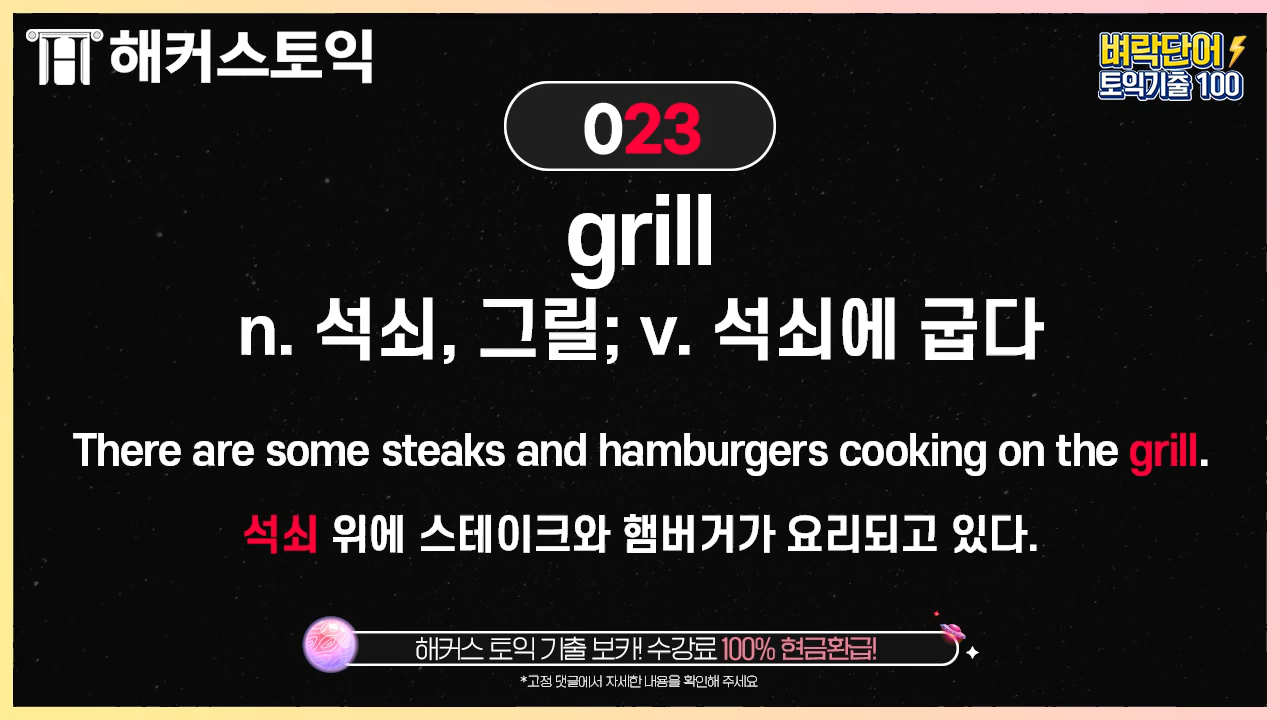 해커스토익
벼락단어
토익기출 100
023
grill
n. 석쇠, 그릴; v. 석쇠에 굽다
There are some steaks and hamburgers cooking on the grill.
석쇠 위에 스테이크와 햄버거가 요리되고 있다.
해커스 토익 기출 보카! 수강료 100% 현금환급!
*고정 댓글에서 자세한 내용을 확인해 주세요